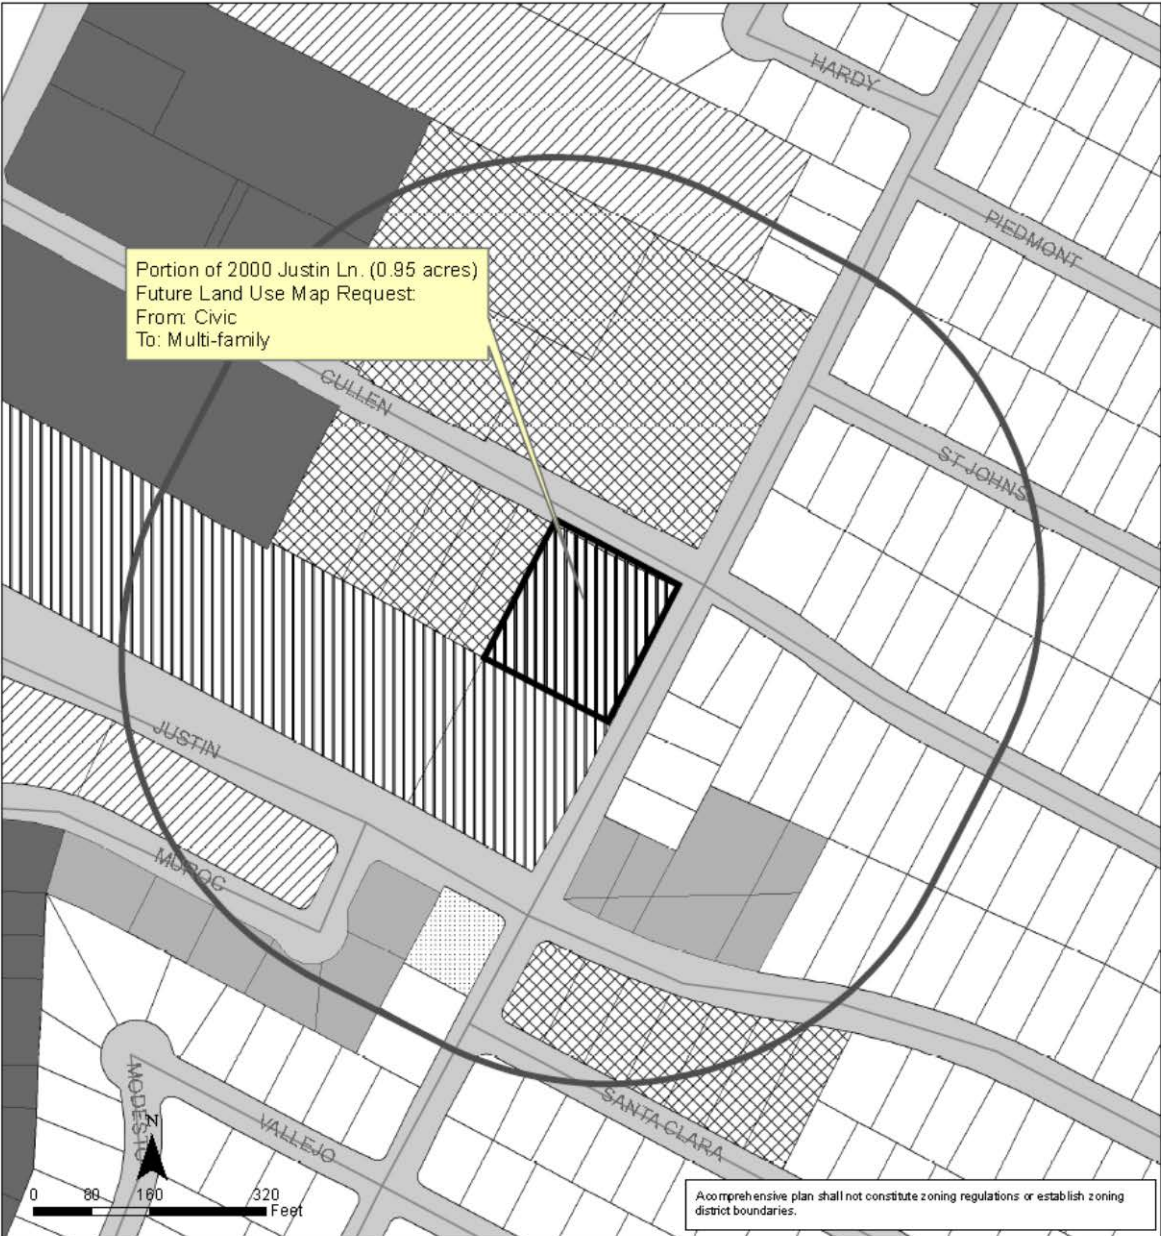 HARDY
PIEDMONT
Portion of 2000 Justin Ln. (0.95 acres)
Future Land Use Map Request:
From: Civic
To: Multi-family
CULLEN
ST JOHNS
JUSTIN
MUROC
MODESTO
N
VALLEJO
SANTA CLARA
0 80 160 320
Feet
A comprehensive plan shall not constitute zoning regulations or establish zoning
district boundaries.